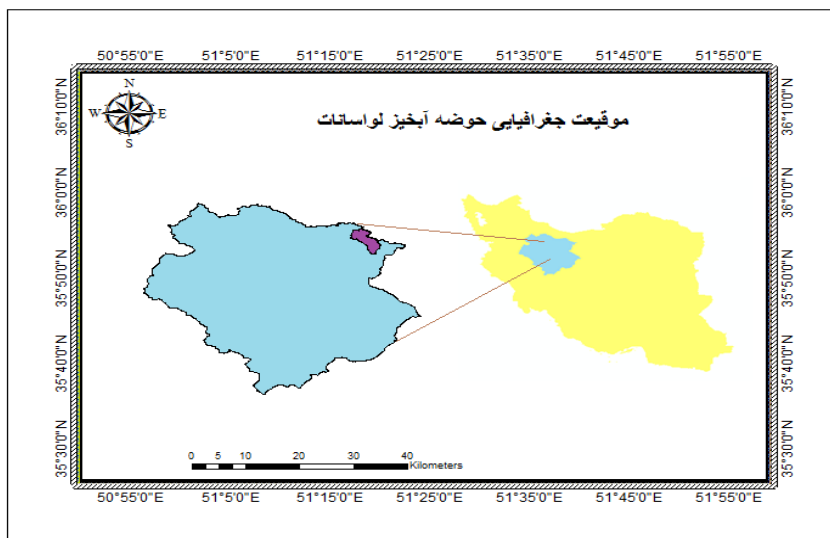 50°55'0"E 51°5'0"E 51°15'0"E 51°25'0"E 51°35'0"E 51°45'0"E 51°55'0"E
N
W E
S
موقیعت جغرافیایی حوضه آبخیز لواسانات
36°10'0"N 36°10'0"N
36°0'0"N 36°0'0"N
35°50'0"N 35°50'0"N
35°40'0"N 35°40'0"N
35°30'0"N 35°30'0"N
0 5 10 20 30 40
Kilometers
50°55'0"E 51°5'0"E 51°15'0"E 51°25'0"E 51°35'0"E 51°45'0"E 51°55'0"E